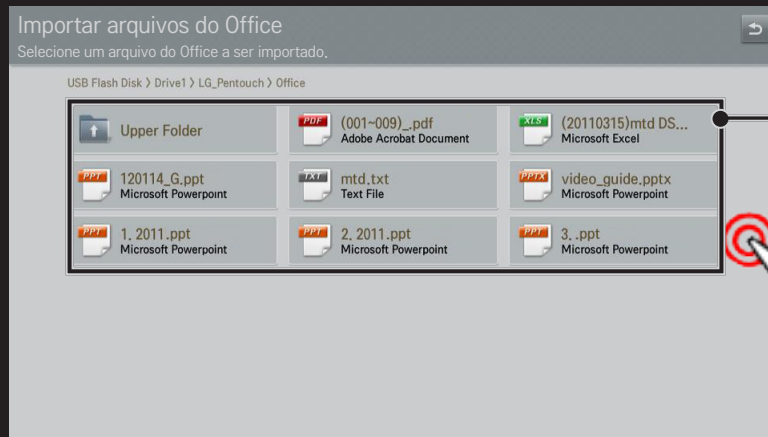 Importar arquivos do Office
Selecione um arquivo do Office a ser importado.
USB Flash Disk > Drive1 > LG_Pentouch > Office
Upper Folder
PDF
(001~009)_.pdf
Adobe Acrobat Document
XLS
(20110315)mtd DS...
Microsoft Excel
PPT
120114_G.ppt
Microsoft Powerpoint
TXT
mtd.txt
Text File
PPTX
video_guide.pptx
Microsoft Powerpoint
PPT
1. 2011.ppt
Microsoft Powerpoint
PPT
2. 2011.ppt
Microsoft Powerpoint
PPT
3. .ppt
Microsoft Powerpoint